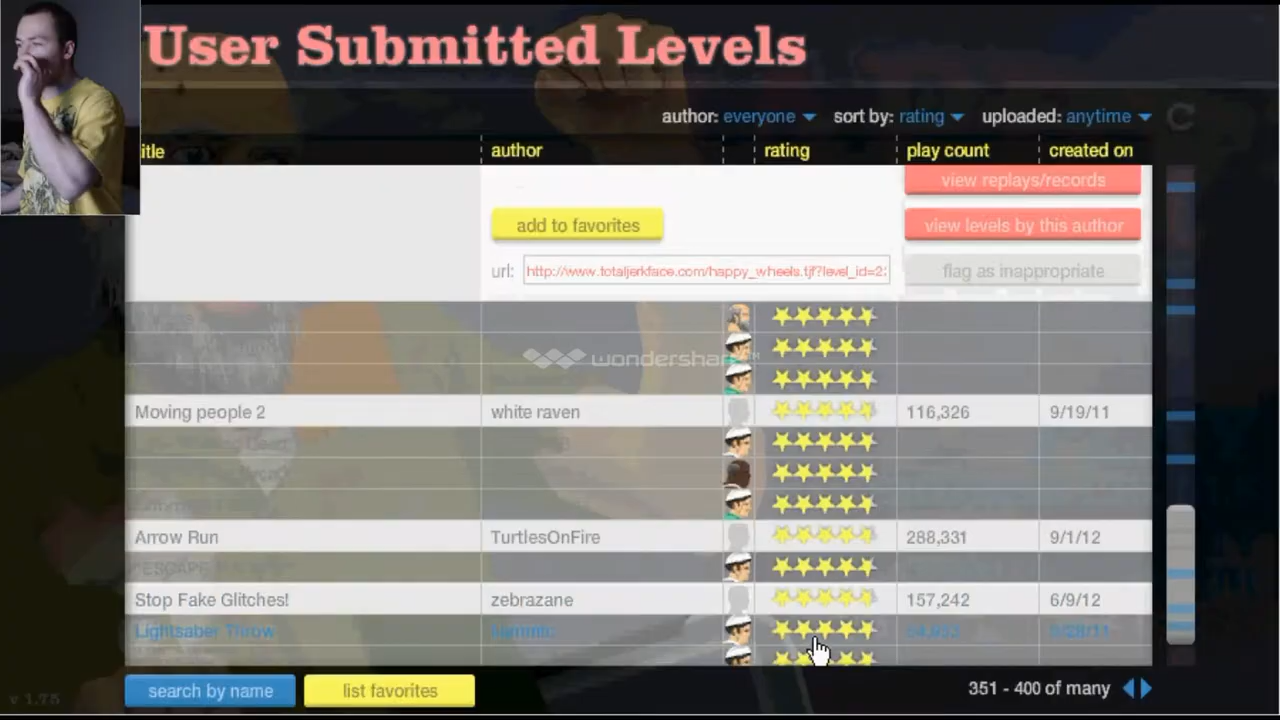 User Submitted Levels
author: everyone sort by: rating uploaded: anytime
itle author rating play count created on
view replays/records
add to favorites view levels by this author
url: http://www.totaljerkface.com/happy_wheels.tjf?level_id=2 flag as inappropriate
wondershar
Moving people 2 white raven 116,326 9/19/11
Arrow Run TurtlesOnFire 288,331 9/1/12
ESCAPE
Stop Fake Glitches! zebrazane 157,242 6/9/12
Lightsaber Throw
search by name list favorites 351 - 400 of many
v 1.75